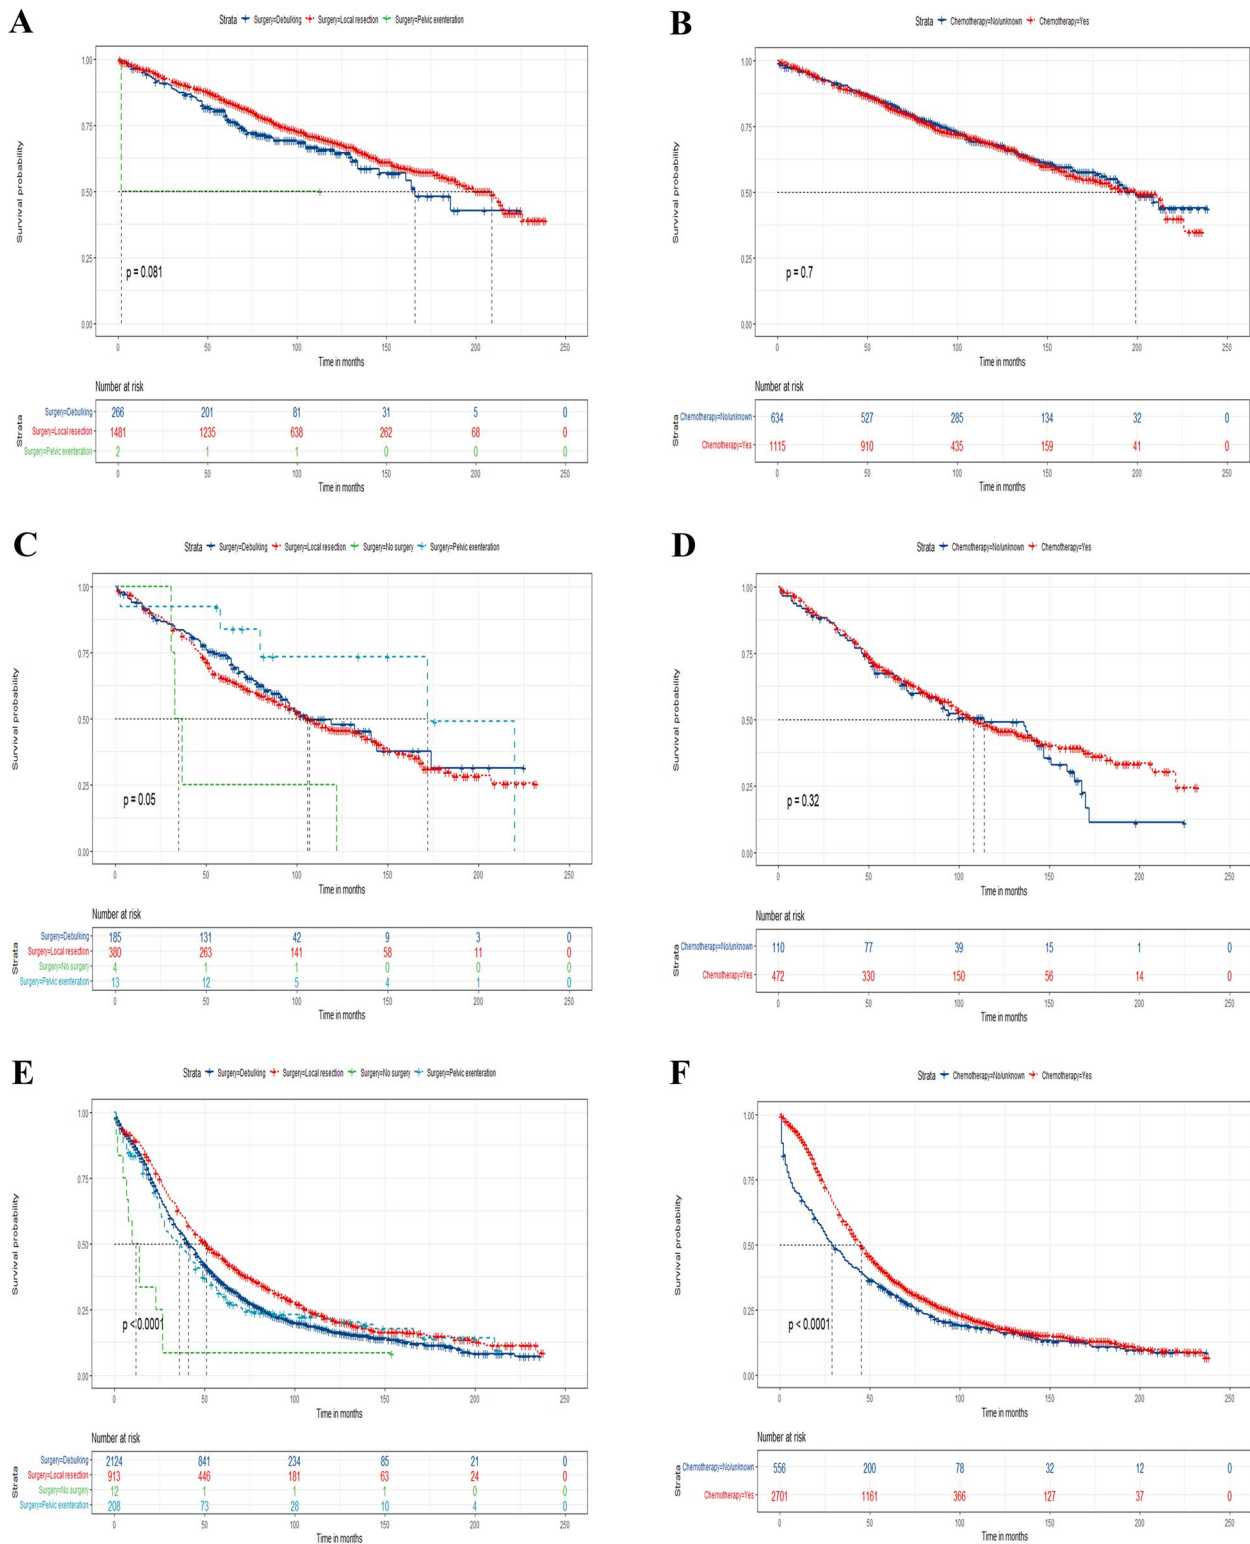 A
Strata Surgery=Debulking Surgery=Local resection Surgery=Pelvic exenteration
Survival probability
1.00
0.75
0.50
0.25
0.00
p = 0.081
0 50 100 150 200 250
Time in months
Number at risk
Strata
Surgery=Debulking 266 201 81 31 5 0
Surgery=Local resection 1481 1235 638 262 68 0
Surgery=Pelvic exenteration 2 1 1 0 0 0
0 50 100 150 200 250
Time in months
B
Strata Chemotherapy=No/unknown Chemotherapy=Yes
Survival probability
1.00
0.75
0.50
0.25
0.00
p = 0.7
0 50 100 150 200 250
Time in months
Number at risk
Strata
Chemotherapy=No/unknown 634 527 285 134 32 0
Chemotherapy=Yes 1115 910 435 159 41 0
0 50 100 150 200 250
Time in months
C
Strata Surgery=Debulking Surgery=Local resection Surgery=No surgery Surgery=Pelvic exenteration
Survival probability
1.00
0.75
0.50
0.25
0.00
p = 0.05
0 50 100 150 200 250
Time in months
Number at risk
Strata
Surgery=Debulking 185 131 42 9 3 0
Surgery=Local resection 380 263 141 58 11 0
Surgery=No surgery 4 1 1 0 0 0
Surgery=Pelvic exenteration 13 12 5 4 1 0
0 50 100 150 200 250
Time in months
D
Strata Chemotherapy=No/unknown Chemotherapy=Yes
Survival probability
1.00
0.75
0.50
0.25
0.00
p = 0.32
0 50 100 150 200 250
Time in months
Number at risk
Strata
Chemotherapy=No/unknown 110 77 39 15 1 0
Chemotherapy=Yes 472 330 150 56 14 0
0 50 100 150 200 250
Time in months
E
Strata Surgery=Debulking Surgery=Local resection Surgery=No surgery Surgery=Pelvic exenteration
Survival probability
1.00
0.75
0.50
0.25
0.00
p < 0.0001
0 50 100 150 200 250
Time in months
Number at risk
Strata
Surgery=Debulking 2124 841 234 85 21 0
Surgery=Local resection 913 446 181 63 24 0
Surgery=No surgery 12 1 1 1 0 0
Surgery=Pelvic exenteration 208 73 28 10 4 0
0 50 100 150 200 250
Time in months
F
Strata Chemotherapy=No/unknown Chemotherapy=Yes
Survival probability
1.00
0.75
0.50
0.25
0.00
p < 0.0001
0 50 100 150 200 250
Time in months
Number at risk
Strata
Chemotherapy=No/unknown 556 200 78 32 12 0
Chemotherapy=Yes 2701 1161 366 127 37 0
0 50 100 150 200 250
Time in months